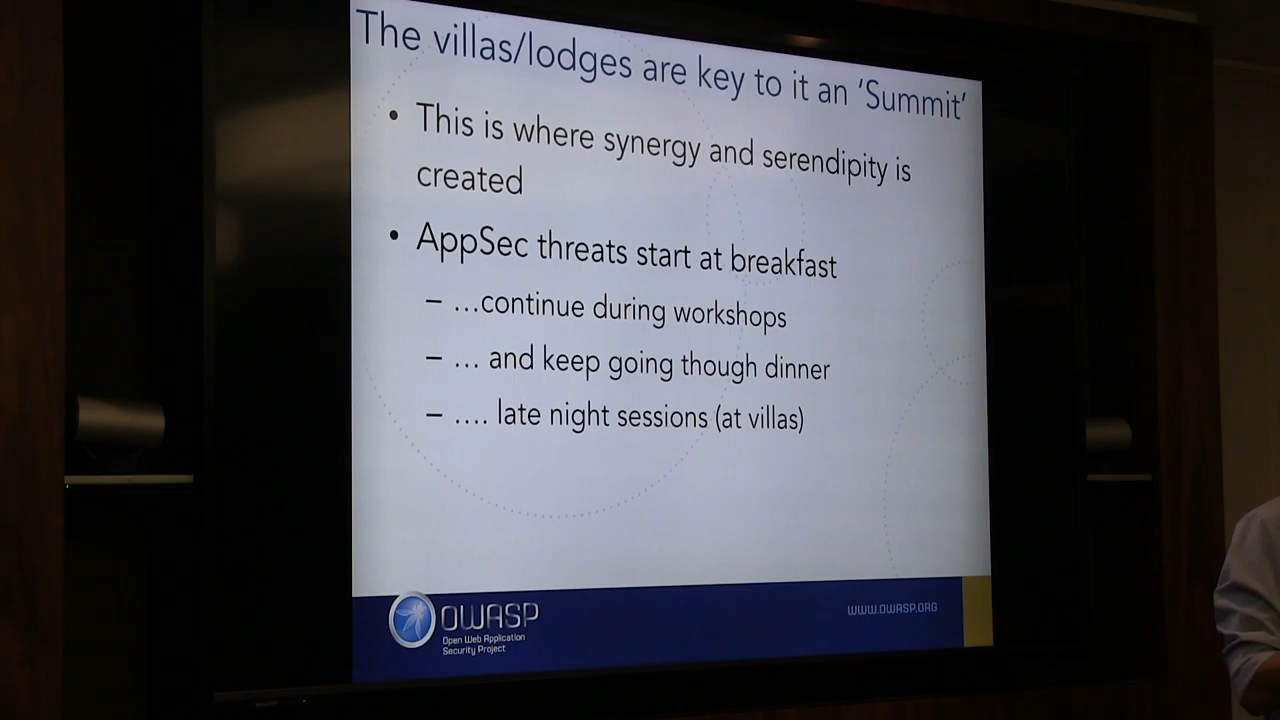 The villas/lodges are key to it an ‘Summit’
• This is where synergy and serendipity is
created
• AppSec threats start at breakfast
– ...continue during workshops
– ... and keep going though dinner
– .... late night sessions (at villas)
OWASP
Open Web Application
Security Project
WWW.OWASP.ORG